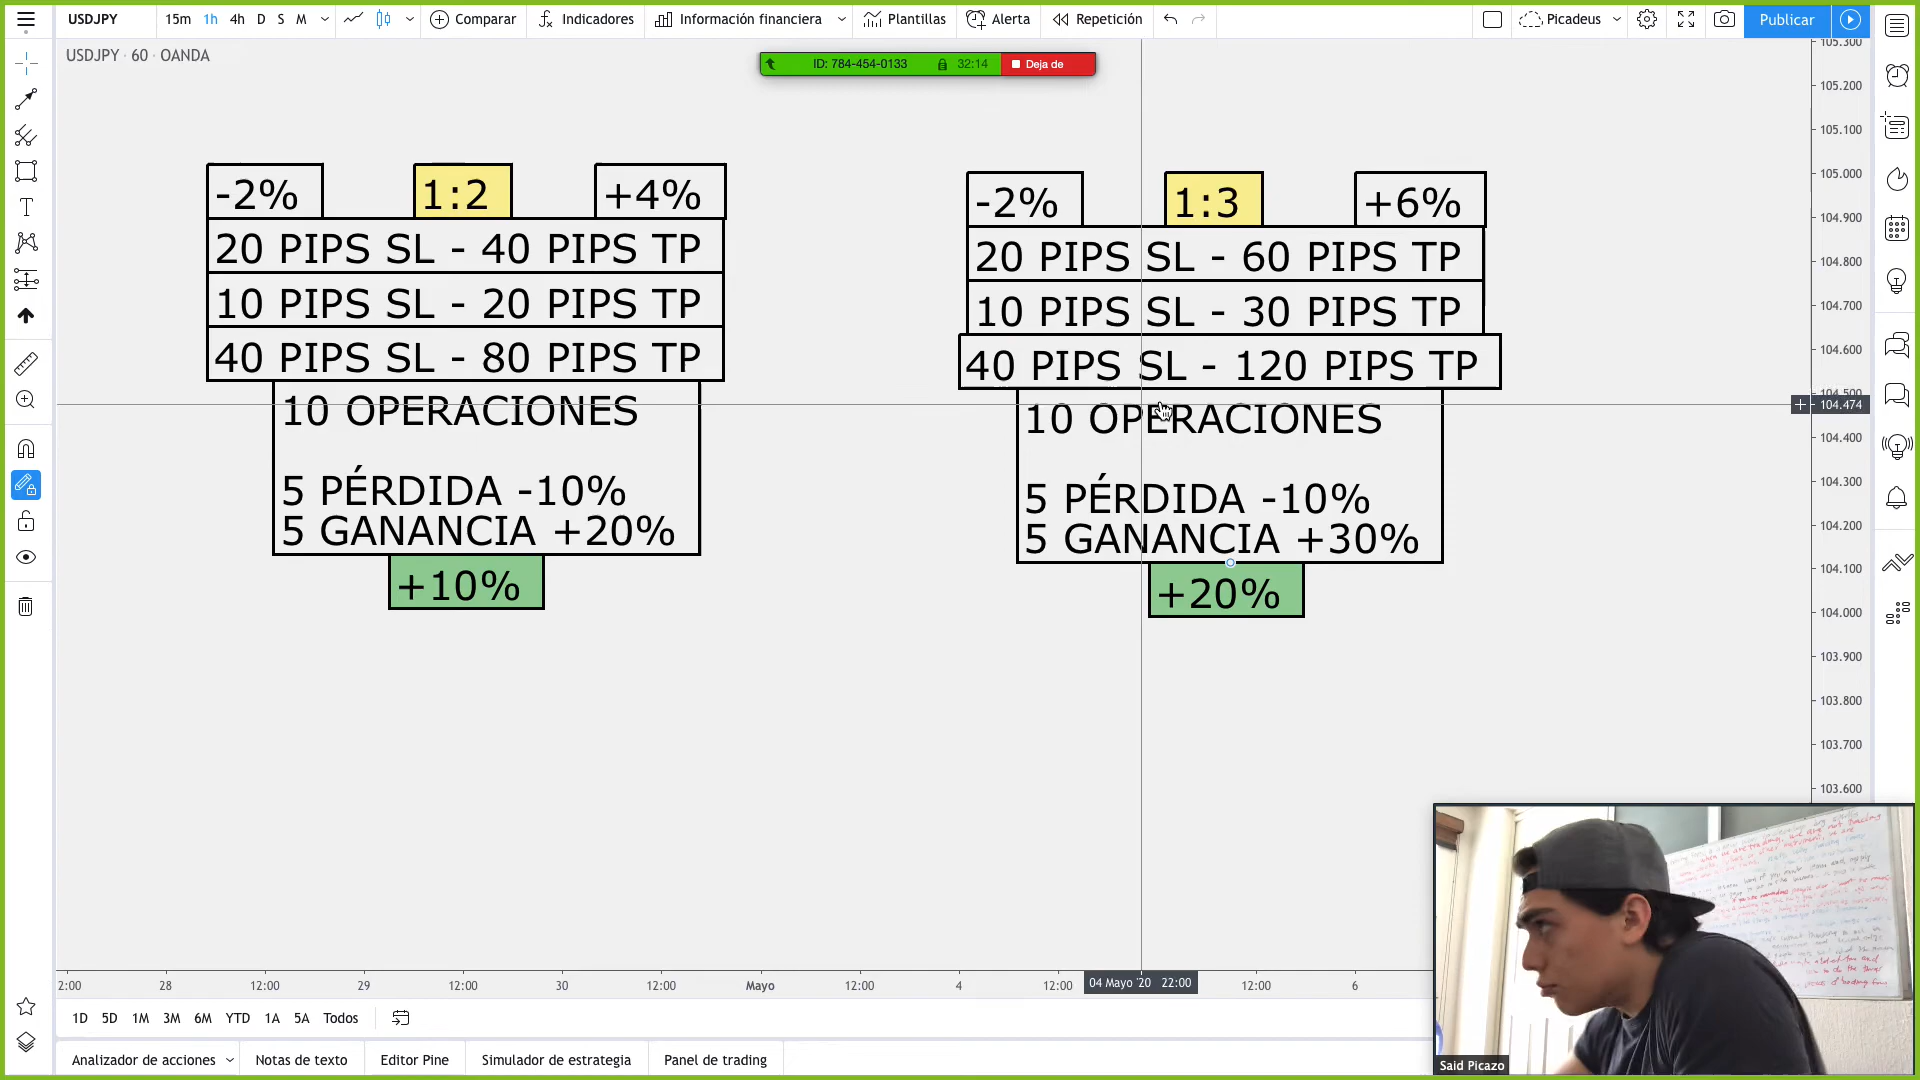 USDJPY 15m 1h 4h D S M Comparar Indicadores Información financiera Plantillas Alerta Repetición Picadeus Publicar
USDJPY · 60 · OANDA
ID: 784-454-0133 32:14 Deja de
-2% 1:2 +4%
20 PIPS SL - 40 PIPS TP
10 PIPS SL - 20 PIPS TP
40 PIPS SL - 80 PIPS TP
10 OPERACIONES
5 PÉRDIDA -10%
5 GANANCIA +20%
+10%
-2% 1:3 +6%
20 PIPS SL - 60 PIPS TP
10 PIPS SL - 30 PIPS TP
40 PIPS SL - 120 PIPS TP
10 OPERACIONES
5 PÉRDIDA -10%
5 GANANCIA +30%
+20%
105.300
105.200
105.100
105.000
104.900
104.800
104.700
104.600
104.500
104.474
104.400
104.300
104.200
104.100
104.000
103.900
103.800
103.700
103.600
2:00 28 12:00 29 12:00 30 12:00 Mayo 12:00 4 12:00 04 Mayo '20 22:00 12:00 6
1D 5D 1M 3M 6M YTD 1A 5A Todos
Analizador de acciones Notas de texto Editor Pine Simulador de estrategia Panel de trading
Said Picazo